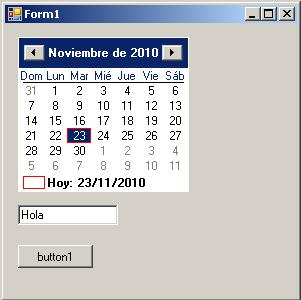 Form1
Noviembre de 2010
Dom Lun Mar Mié Jue Vie Sáb
31 1 2 3 4 5 6
7 8 9 10 11 12 13
14 15 16 17 18 19 20
21 22 23 24 25 26 27
28 29 30 1 2 3 4
5 6 7 8 9 10 11
Hoy: 23/11/2010
Hola
button1